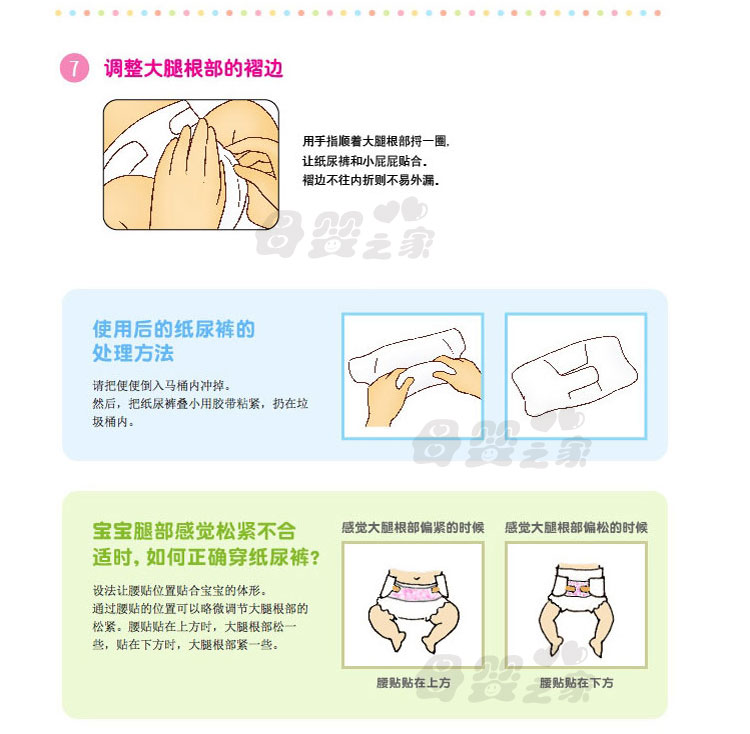 7 调整大腿根部的褶边
用手指顺着大腿根部捋一圈,
让纸尿裤和小屁屁贴合。
褶边不往内折则不易外漏。
母婴之家
使用后的纸尿裤的
处理方法
请把便便倒入马桶内冲掉。
然后，把纸尿裤叠小用胶带粘紧，扔在垃
圾桶内。
母婴之家
宝宝腿部感觉松紧不合
适时, 如何正确穿纸尿裤?
设法让腰贴位置贴合宝宝的体形。
通过腰贴的位置可以略微调节大腿根部的
松紧。腰贴贴在上方时，大腿根部松一
些，贴在下方时，大腿根部紧一些。
感觉大腿根部偏紧的时候
腰贴贴在上方
感觉大腿根部偏松的时候
腰贴贴在下方
母婴之家